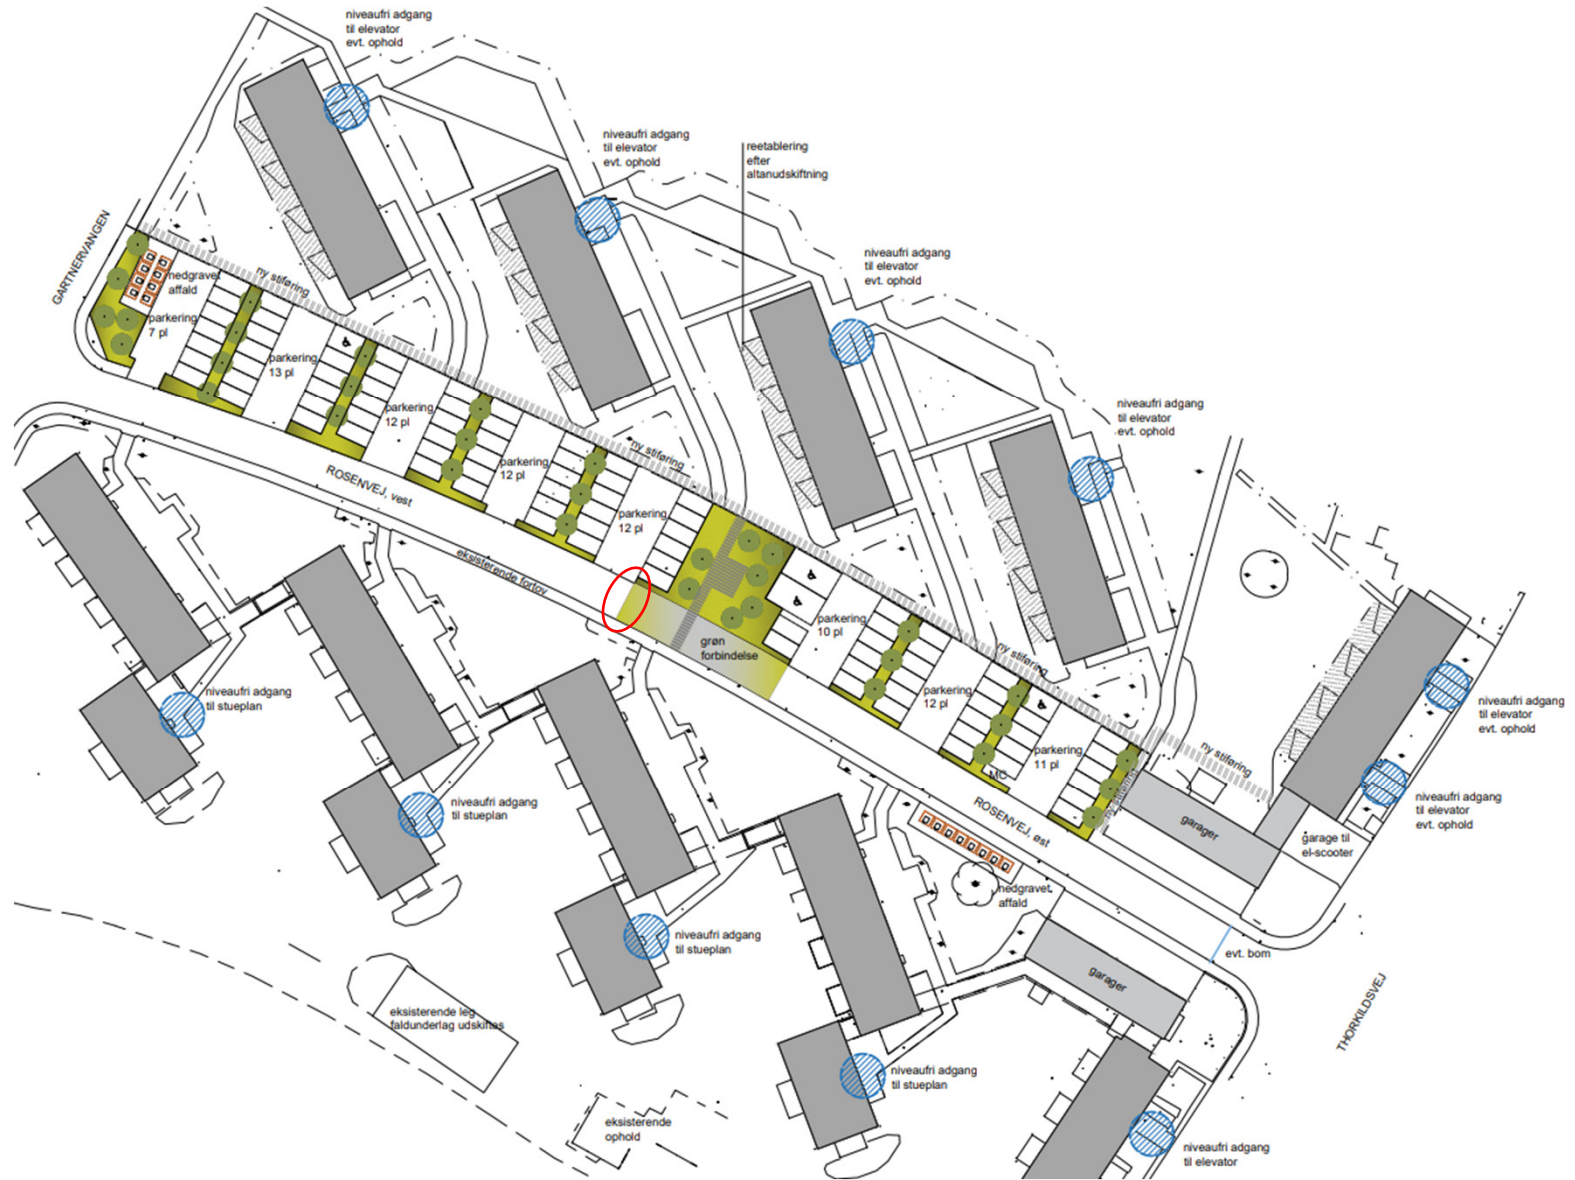 niveaufri adgang
til elevator
evt. ophold
niveaufri adgang
til elevator
evt. ophold
reetablering
efter
altanudskiftning
niveaufri adgang
til elevator
evt. ophold
niveaufri adgang
til elevator
evt. ophold
GARTNERVANGEN
nedgravet
affald
ny stiføring
parkering
7 pl
parkering
13 pl
parkering
12 pl
parkering
12 pl
ny stiføring
parkering
12 pl
ROSENVEJ, vest
eksisterende fortov
grøn
forbindelse
parkering
10 pl
ny stiføring
parkering
12 pl
parkering
11 pl
MC
ny stiføring
ny stiføring
niveaufri adgang
til elevator
evt. ophold
niveaufri adgang
til elevator
evt. ophold
garager
garage til
el-scooter
ROSENVEJ, øst
nedgravet
affald
evt. bom
garager
THORKILDSVEJ
niveaufri adgang
til stueplan
niveaufri adgang
til stueplan
niveaufri adgang
til stueplan
niveaufri adgang
til stueplan
eksisterende leg
faldunderlag udskiftes
eksisterende
ophold
niveaufri adgang
til elevator